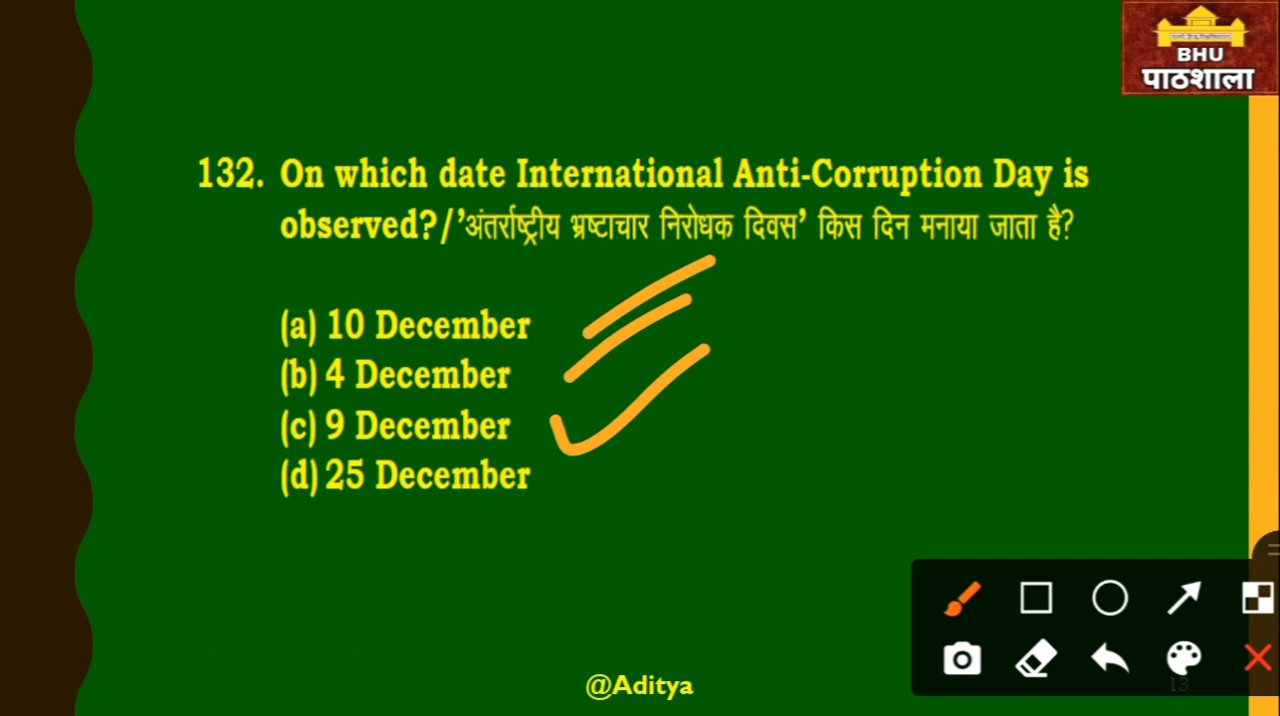 BHU
पाठशाला
132. On which date International Anti-Corruption Day is
observed?/'अंतर्राष्ट्रीय भ्रष्टाचार निरोधक दिवस' किस दिन मनाया जाता है?
(a) 10 December
(b) 4 December
(c) 9 December
(d) 25 December
@Aditya
13